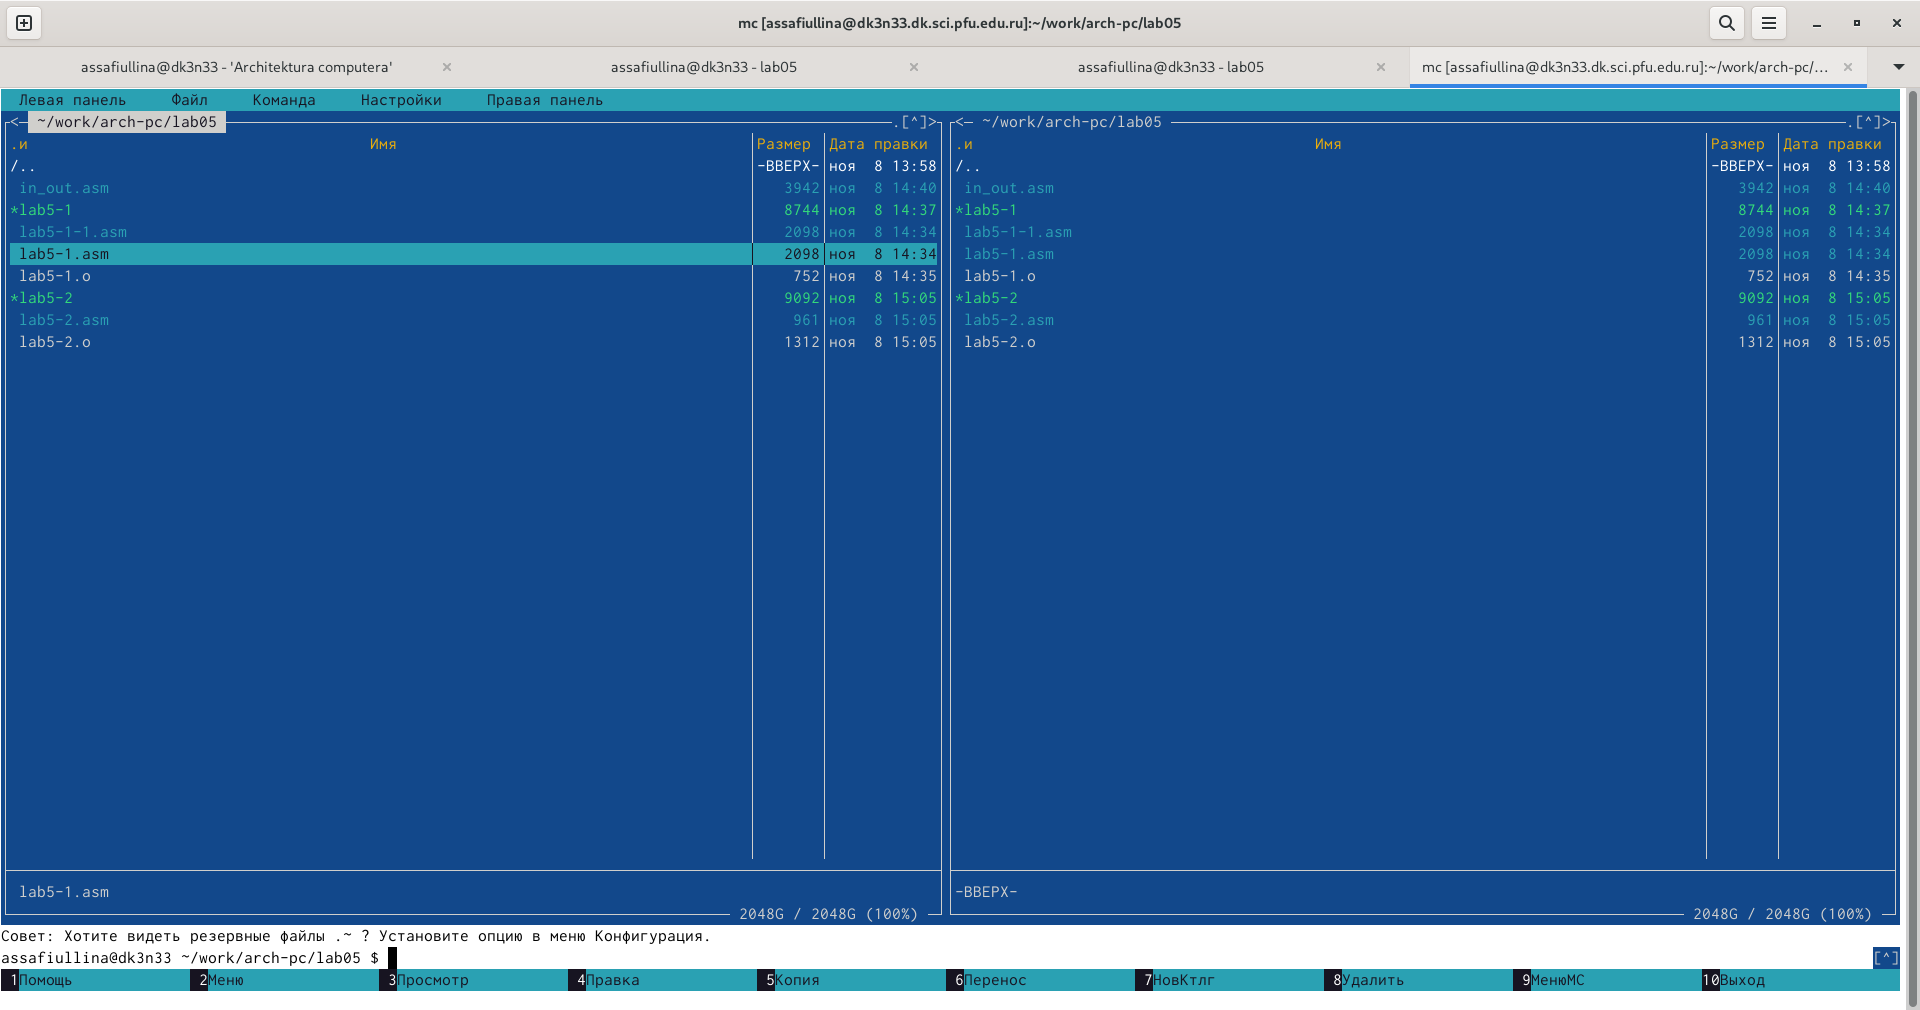 mc [assafiullina@dk3n33.dk.sci.pfu.edu.ru]:~/work/arch-pc/lab05
assafiullina@dk3n33 - 'Architektura computera' × assafiullina@dk3n33 - lab05 × assafiullina@dk3n33 - lab05 × mc [assafiullina@dk3n33.dk.sci.pfu.edu.ru]:~/work/arch-pc/... ×
Левая панель Файл Команда Настройки Правая панель
<─ ~/work/arch-pc/lab05 .[^]>
.и Имя Размер Дата правки
/.. -ВВЕРХ- ноя 8 13:58
in_out.asm 3942 ноя 8 14:40
*lab5-1 8744 ноя 8 14:37
lab5-1-1.asm 2098 ноя 8 14:34
lab5-1.asm 2098 ноя 8 14:34
lab5-1.o 752 ноя 8 14:35
*lab5-2 9092 ноя 8 15:05
lab5-2.asm 961 ноя 8 15:05
lab5-2.o 1312 ноя 8 15:05
lab5-1.asm
2048G / 2048G (100%)
<─ ~/work/arch-pc/lab05 .[^]>
.и Имя Размер Дата правки
/.. -ВВЕРХ- ноя 8 13:58
in_out.asm 3942 ноя 8 14:40
*lab5-1 8744 ноя 8 14:37
lab5-1-1.asm 2098 ноя 8 14:34
lab5-1.asm 2098 ноя 8 14:34
lab5-1.o 752 ноя 8 14:35
*lab5-2 9092 ноя 8 15:05
lab5-2.asm 961 ноя 8 15:05
lab5-2.o 1312 ноя 8 15:05
-ВВЕРХ-
2048G / 2048G (100%)
Совет: Хотите видеть резервные файлы .~ ? Установите опцию в меню Конфигурация.
assafiullina@dk3n33 ~/work/arch-pc/lab05 $ [^]
1Помощь 2Меню 3Просмотр 4Правка 5Копия 6Перенос 7НовКтлг 8Удалить 9МенюМС 10Выход